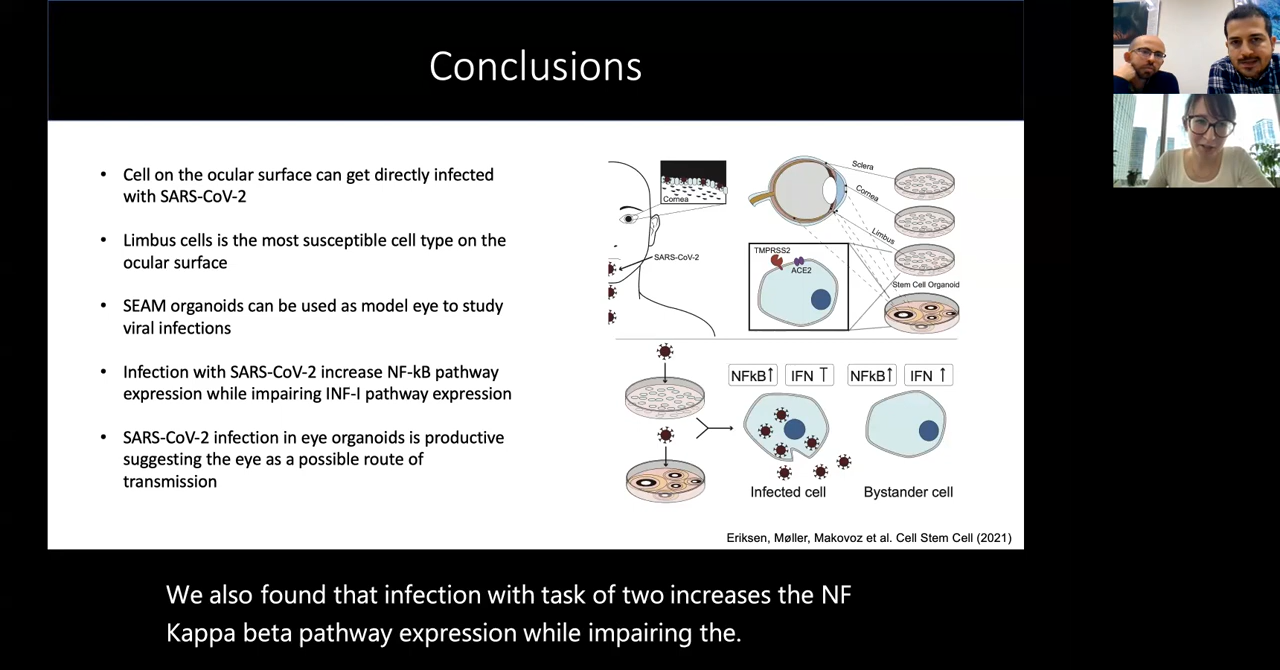 Conclusions
• Cell on the ocular surface can get directly infected
with SARS-CoV-2
• Limbus cells is the most susceptible cell type on the
ocular surface
• SEAM organoids can be used as model eye to study
viral infections
• Infection with SARS-CoV-2 increase NF-kB pathway
expression while impairing INF-I pathway expression
• SARS-CoV-2 infection in eye organoids is productive
suggesting the eye as a possible route of
transmission
Cornea
SARS-CoV-2
Sclera
Cornea
Limbus
Stem Cell Organoid
TMPRSS2
ACE2
NFkB↑ IFN ⊤ NFkB↑ IFN ↑
Infected cell Bystander cell
Eriksen, Møller, Makovoz et al. Cell Stem Cell (2021)
We also found that infection with task of two increases the NF
Kappa beta pathway expression while impairing the.